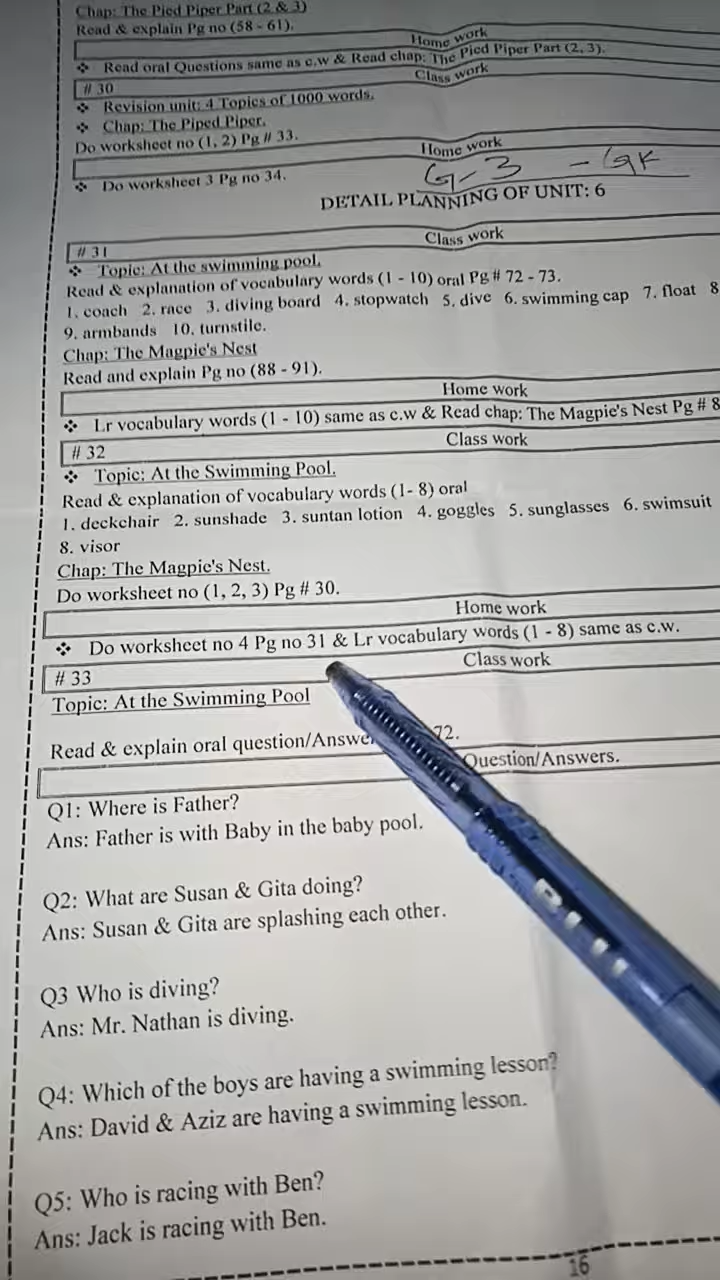 Chap: The Pied Piper Part (2 & 3)
Read & explain Pg no (58 - 61).
Home work
❖ Read oral Questions same as c.w & Read chap: The Pied Piper Part (2, 3).
# 30 Class work
❖ Revision unit: 4 Topics of 1000 words.
❖ Chap: The Piped Piper.
Do worksheet no (1, 2) Pg # 33.
Home work
❖ Do worksheet 3 Pg no 34.
G-3 - GK
DETAIL PLANNING OF UNIT: 6
# 31 Class work
❖ Topic: At the swimming pool.
Read & explanation of vocabulary words (1 - 10) oral Pg # 72 - 73.
1. coach 2. race 3. diving board 4. stopwatch 5. dive 6. swimming cap 7. float 8
9. armbands 10. turnstile.
Chap: The Magpie's Nest
Read and explain Pg no (88 - 91).
Home work
❖ Lr vocabulary words (1 - 10) same as c.w & Read chap: The Magpie's Nest Pg # 8
# 32 Class work
❖ Topic: At the Swimming Pool.
Read & explanation of vocabulary words (1- 8) oral
1. deckchair 2. sunshade 3. suntan lotion 4. goggles 5. sunglasses 6. swimsuit
8. visor
Chap: The Magpie's Nest.
Do worksheet no (1, 2, 3) Pg # 30.
Home work
❖ Do worksheet no 4 Pg no 31 & Lr vocabulary words (1 - 8) same as c.w.
# 33 Class work
Topic: At the Swimming Pool
Read & explain oral question/Answe 72.
Question/Answers.
Q1: Where is Father?
Ans: Father is with Baby in the baby pool.
Q2: What are Susan & Gita doing?
Ans: Susan & Gita are splashing each other.
Q3 Who is diving?
Ans: Mr. Nathan is diving.
Q4: Which of the boys are having a swimming lesson?
Ans: David & Aziz are having a swimming lesson.
Q5: Who is racing with Ben?
Ans: Jack is racing with Ben.
16